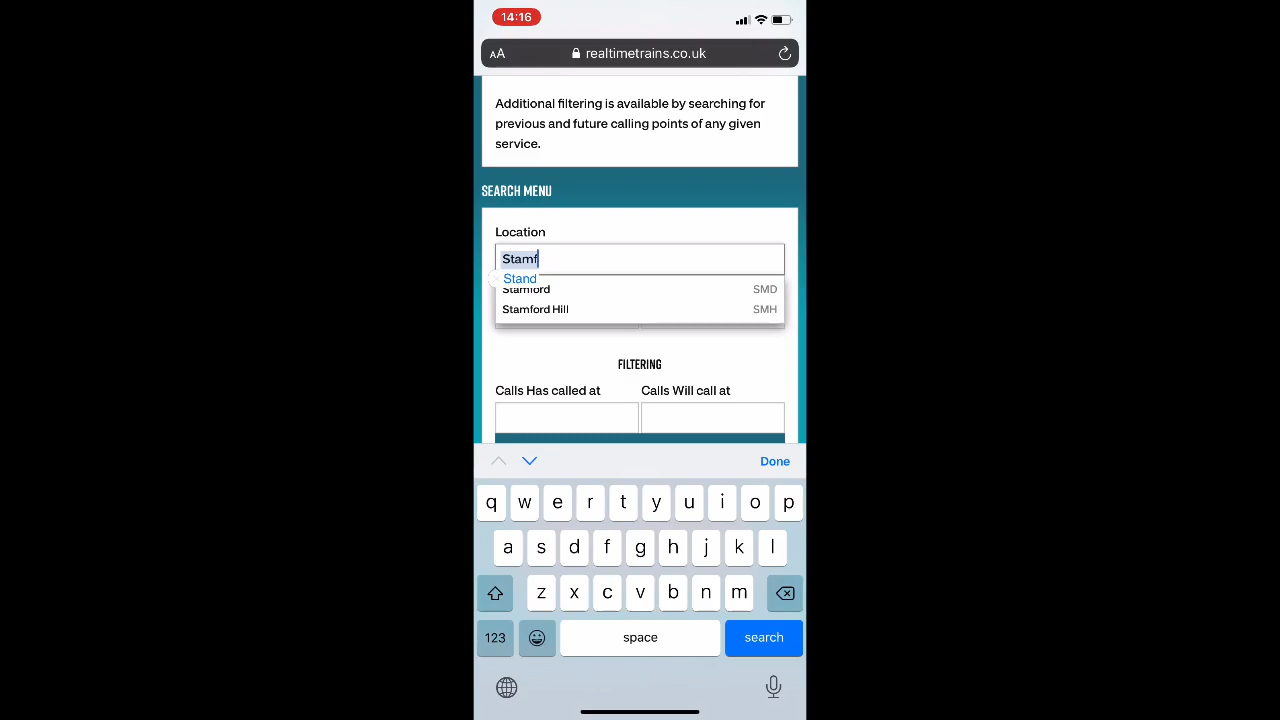 14:16
AA realtimetrains.co.uk
Additional filtering is available by searching for
previous and future calling points of any given
service.
SEARCH MENU
Location
Stamf
Stand
Stamford SMD
Stamford Hill SMH
FILTERING
Calls Has called at Calls Will call at
Done
q w e r t y u i o p
a s d f g h j k l
z x c v b n m
123 space search